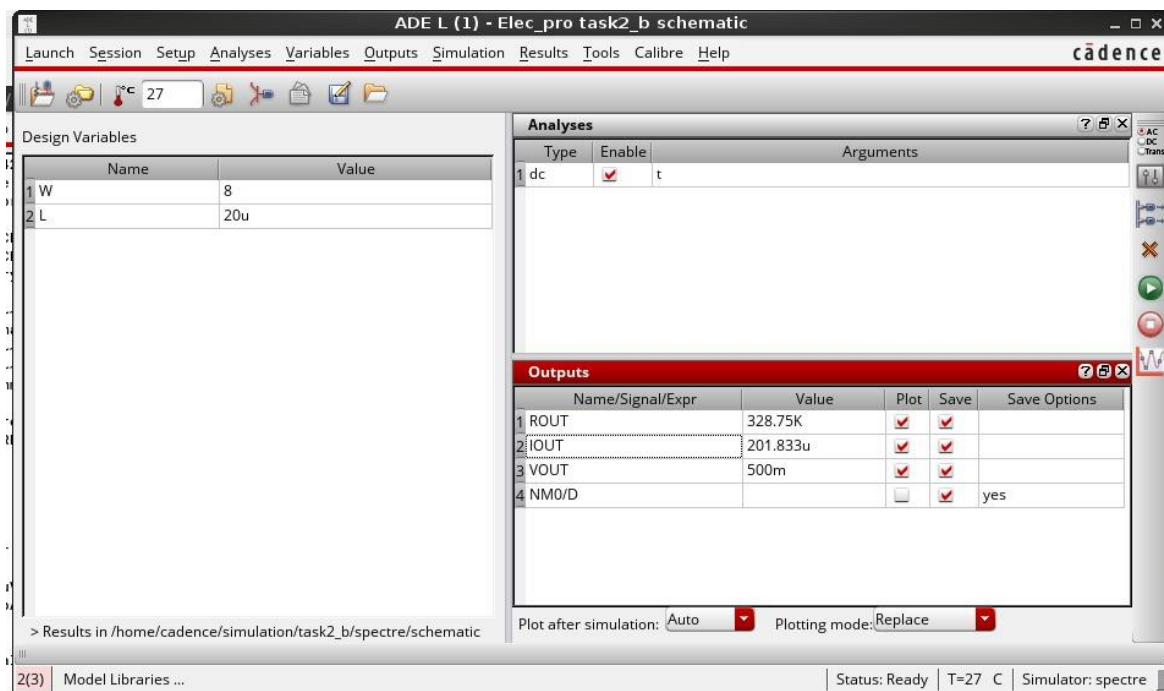 ADE L (1) - Elec_pro task2_b schematic
Launch Session Setup Analyses Variables Outputs Simulation Results Tools Calibre Help
cādence
°C 27
Design Variables
Name Value
1 W 8
2 L 20u
> Results in /home/cadence/simulation/task2_b/spectre/schematic
Analyses
Type Enable Arguments
1 dc t
Outputs
Name/Signal/Expr Value Plot Save Save Options
1 ROUT 328.75K
2 IOUT 201.833u
3 VOUT 500m
4 NM0/D yes
Plot after simulation: Auto Plotting mode: Replace
AC
DC
Trans
2(3) Model Libraries ... Status: Ready T=27 C Simulator: spectre